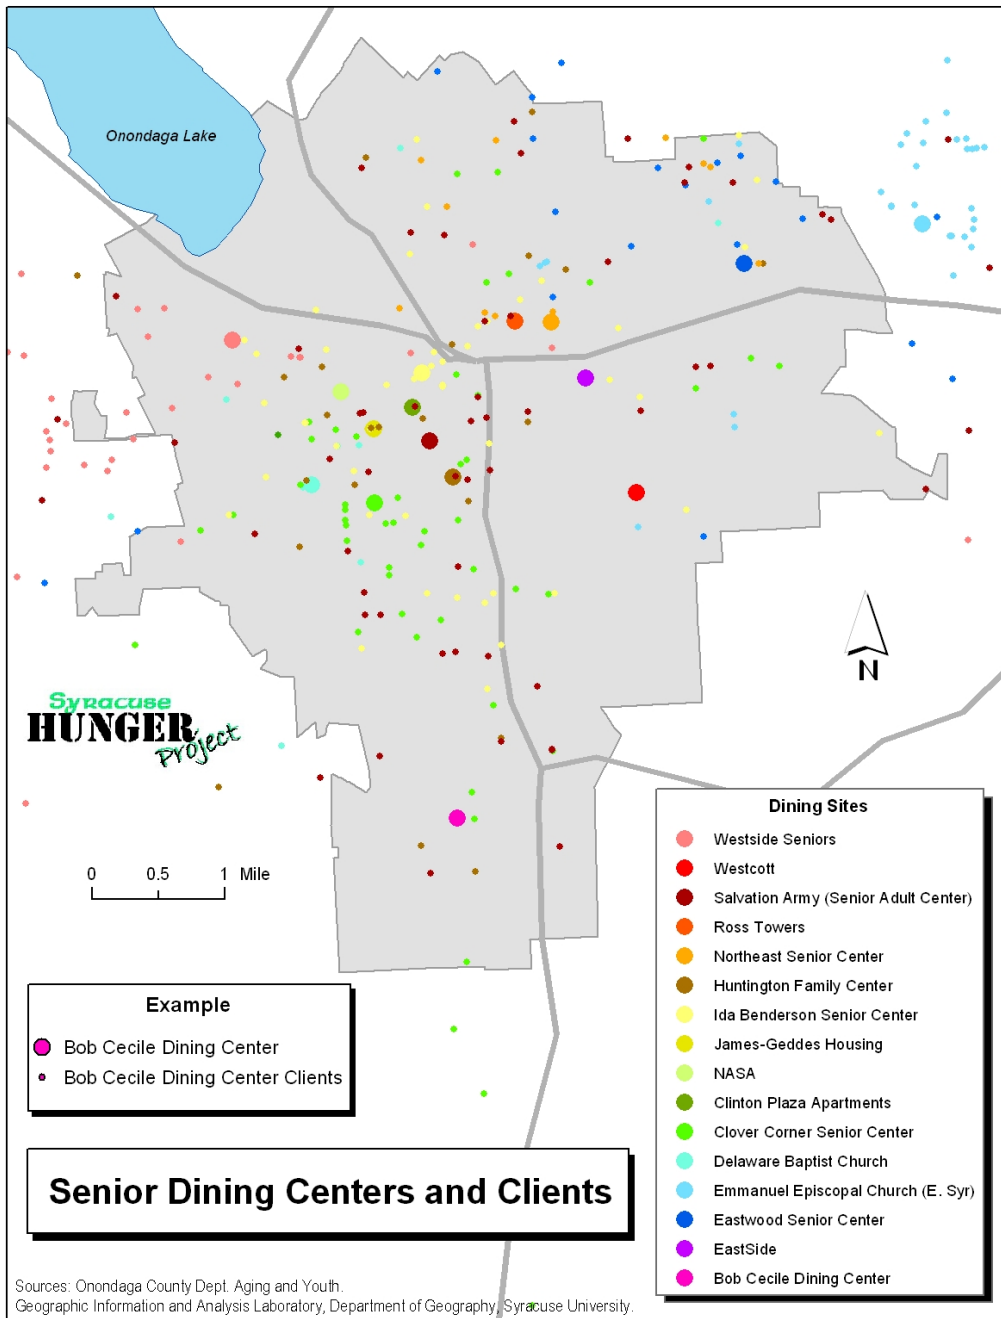 Onondaga Lake
N
Syracuse
HUNGER
Project
0 0.5 1 Mile
Example
Bob Cecile Dining Center
Bob Cecile Dining Center Clients
Senior Dining Centers and Clients
Dining Sites
Westside Seniors
Westcott
Salvation Army (Senior Adult Center)
Ross Towers
Northeast Senior Center
Huntington Family Center
Ida Benderson Senior Center
James-Geddes Housing
NASA
Clinton Plaza Apartments
Clover Corner Senior Center
Delaware Baptist Church
Emmanuel Episcopal Church (E. Syr)
Eastwood Senior Center
EastSide
Bob Cecile Dining Center
Sources: Onondaga County Dept. Aging and Youth.
Geographic Information and Analysis Laboratory, Department of Geography, Syracuse University.